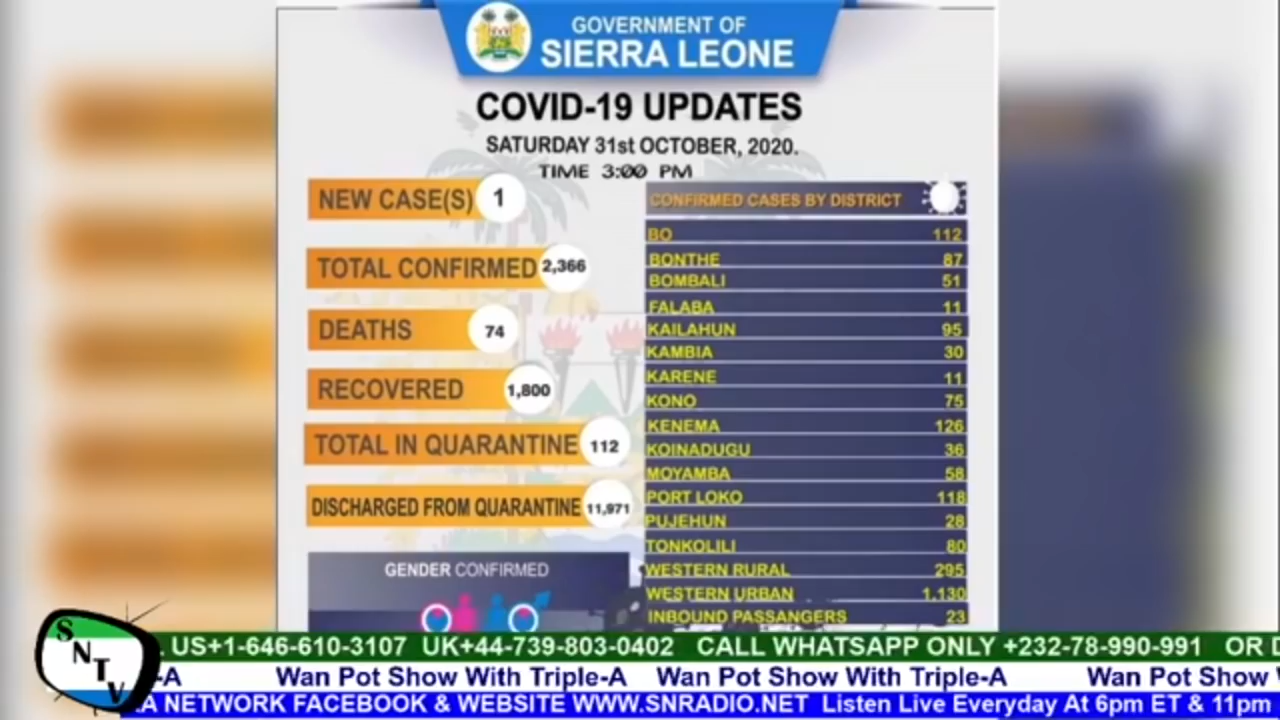 GOVERNMENT OF
SIERRA LEONE
COVID-19 UPDATES
SATURDAY 31st OCTOBER, 2020.
TIME 3:00 PM
NEW CASE(S) 1
TOTAL CONFIRMED 2,366
DEATHS 74
RECOVERED 1,800
TOTAL IN QUARANTINE 112
DISCHARGED FROM QUARANTINE 11,971
GENDER CONFIRMED
CONFIRMED CASES BY DISTRICT
BO 112
BONTHE 87
BOMBALI 51
FALABA 11
KAILAHUN 95
KAMBIA 30
KARENE 11
KONO 75
KENEMA 126
KOINADUGU 36
MOYAMBA 58
PORT LOKO 118
PUJEHUN 28
TONKOLILI 80
WESTERN RURAL 295
WESTERN URBAN 1,130
INBOUND PASSANGERS 23
SNTV
US+1-646-610-3107 UK+44-739-803-0402 CALL WHATSAPP ONLY +232-78-990-991 OR D
-A Wan Pot Show With Triple-A Wan Pot Show With Triple-A Wan Pot Show W
A NETWORK FACEBOOK & WEBSITE WWW.SNRADIO.NET Listen Live Everyday At 6pm ET & 11pm